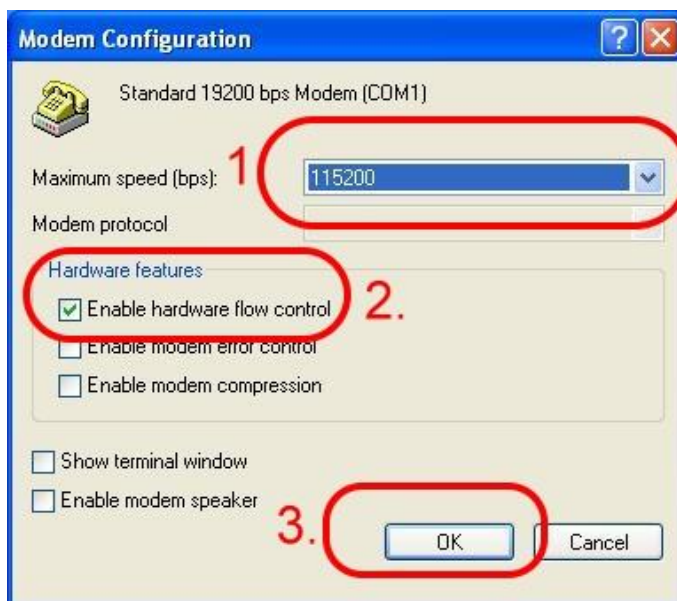 Modem Configuration
Standard 19200 bps Modem (COM1)
1
Maximum speed (bps):
115200
Modem protocol
Hardware features
Enable hardware flow control
2.
Enable modem error control
Enable modem compression
Show terminal window
Enable modem speaker
3.
OK
Cancel